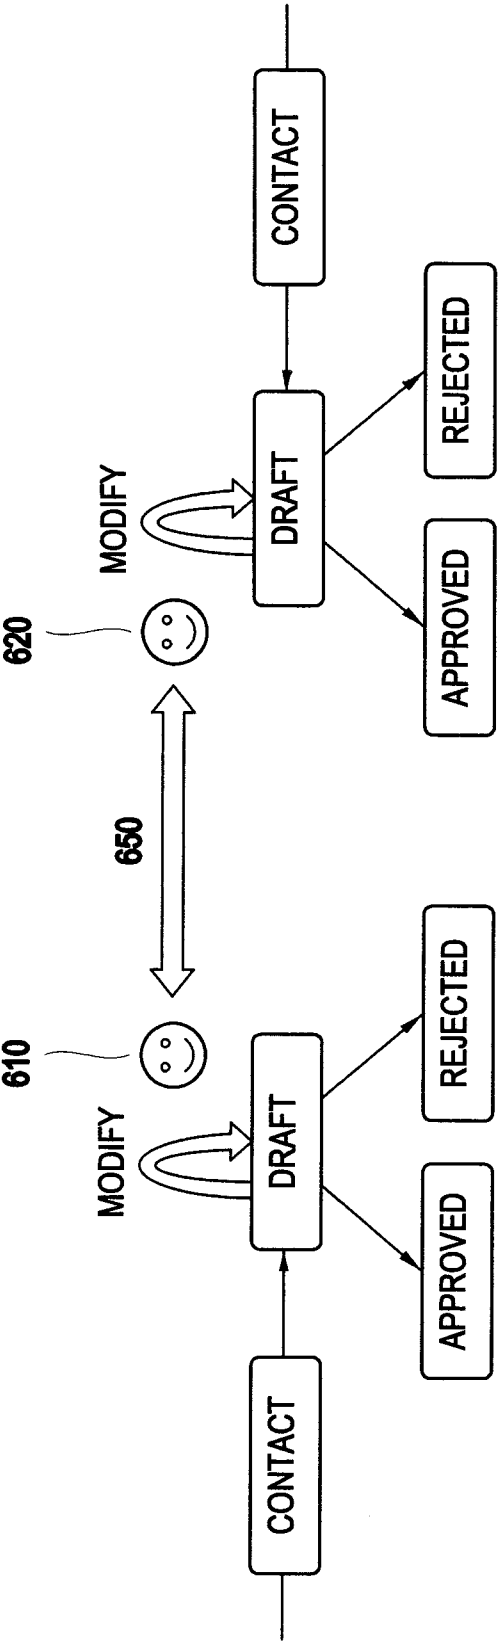 610
620
650
MODIFY
MODIFY
CONTACT
DRAFT
DRAFT
CONTACT
APPROVED
REJECTED
APPROVED
REJECTED